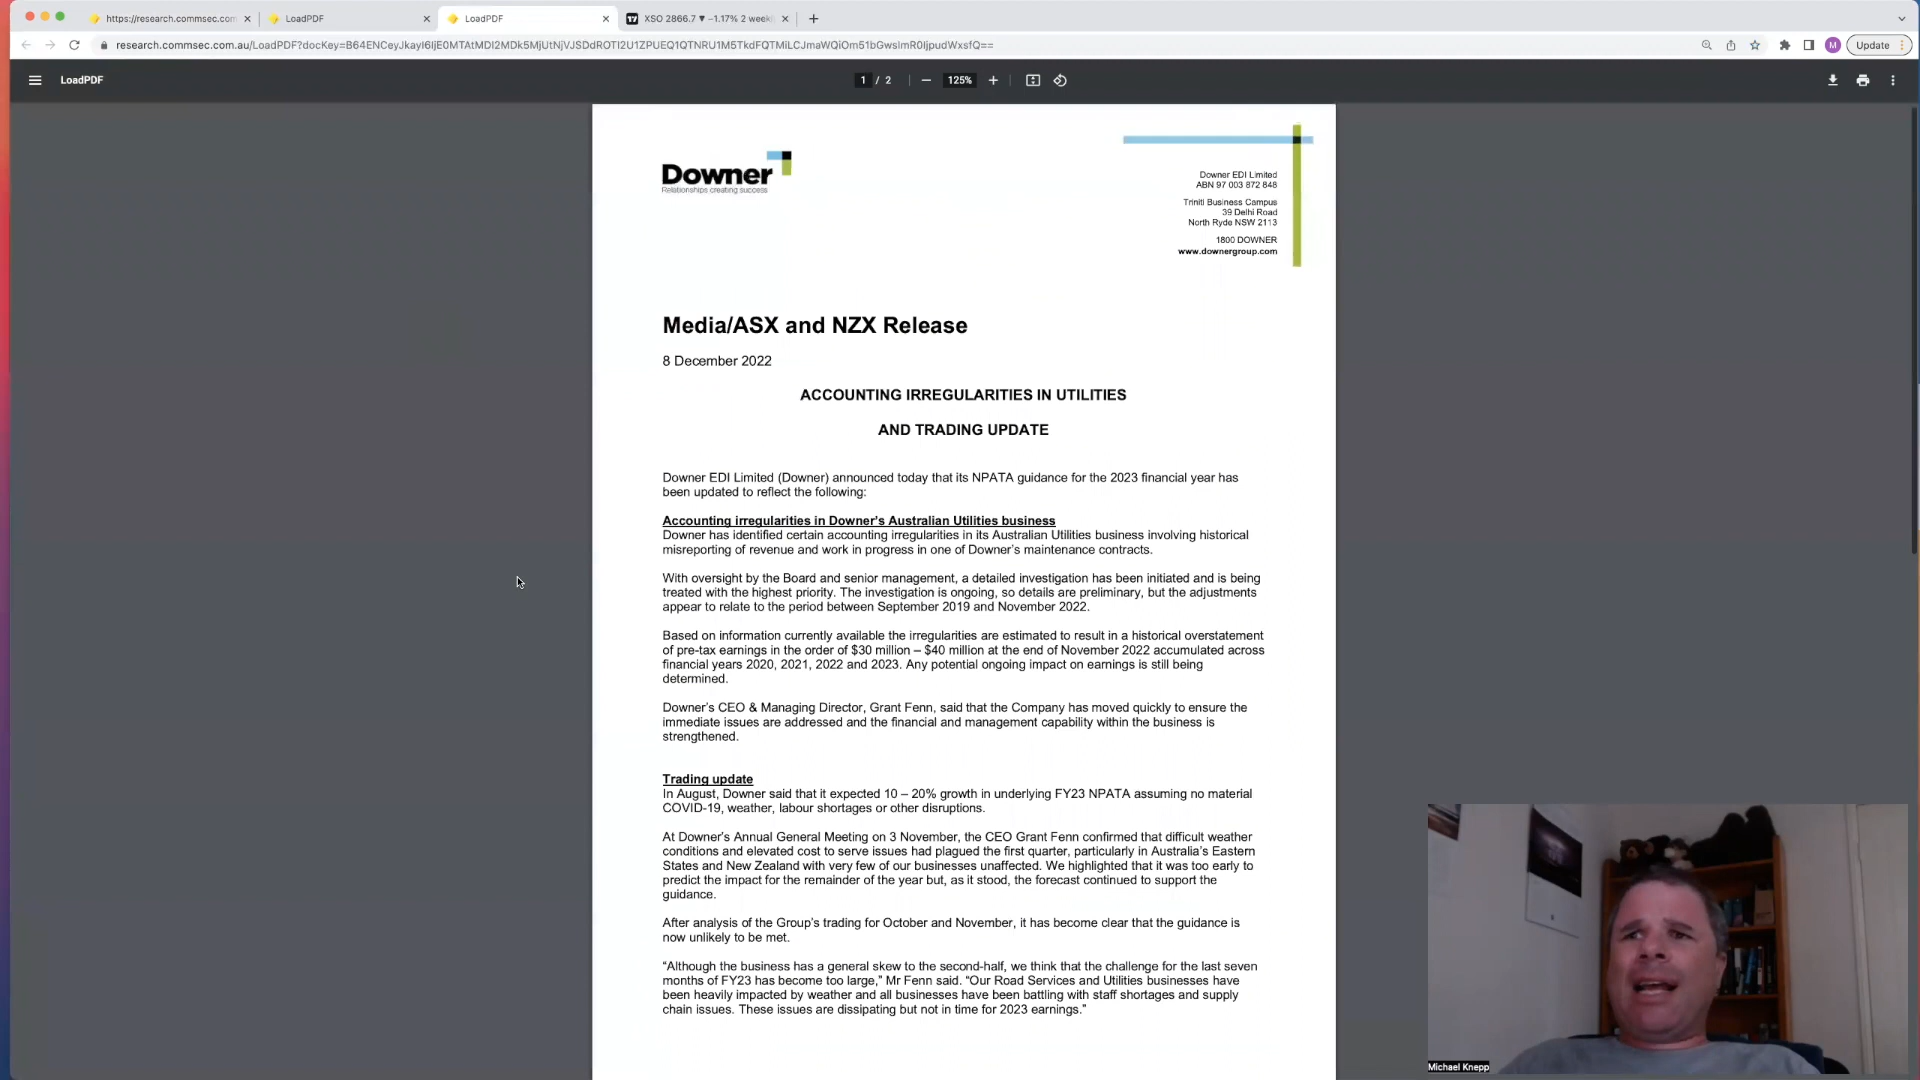 https://research.commsec.com
LoadPDF
LoadPDF
XSO 2866.7 ▼ −1.17% 2 week
research.commsec.com.au/LoadPDF?docKey=
M
Update
LoadPDF
1 / 2
125%
Downer
Relationships creating success
Downer EDI Limited
ABN 97 003 872 848
Triniti Business Campus
39 Delhi Road
North Ryde NSW 2113
1800 DOWNER
www.downergroup.com
Media/ASX and NZX Release
8 December 2022
ACCOUNTING IRREGULARITIES IN UTILITIES
AND TRADING UPDATE
Downer EDI Limited (Downer) announced today that its NPATA guidance for the 2023 financial year has
been updated to reflect the following:
Accounting irregularities in Downer's Australian Utilities business
Downer has identified certain accounting irregularities in its Australian Utilities business involving historical
misreporting of revenue and work in progress in one of Downer's maintenance contracts.
With oversight by the Board and senior management, a detailed investigation has been initiated and is being
treated with the highest priority. The investigation is ongoing, so details are preliminary, but the adjustments
appear to relate to the period between September 2019 and November 2022.
Based on information currently available the irregularities are estimated to result in a historical overstatement
of pre-tax earnings in the order of $30 million – $40 million at the end of November 2022 accumulated across
financial years 2020, 2021, 2022 and 2023. Any potential ongoing impact on earnings is still being
determined.
Downer's CEO & Managing Director, Grant Fenn, said that the Company has moved quickly to ensure the
immediate issues are addressed and the financial and management capability within the business is
strengthened.
Trading update
In August, Downer said that it expected 10 – 20% growth in underlying FY23 NPATA assuming no material
COVID-19, weather, labour shortages or other disruptions.
At Downer's Annual General Meeting on 3 November, the CEO Grant Fenn confirmed that difficult weather
conditions and elevated cost to serve issues had plagued the first quarter, particularly in Australia's Eastern
States and New Zealand with very few of our businesses unaffected. We highlighted that it was too early to
predict the impact for the remainder of the year but, as it stood, the forecast continued to support the
guidance.
After analysis of the Group's trading for October and November, it has become clear that the guidance is
now unlikely to be met.
“Although the business has a general skew to the second-half, we think that the challenge for the last seven
months of FY23 has become too large,” Mr Fenn said. “Our Road Services and Utilities businesses have
been heavily impacted by weather and all businesses have been battling with staff shortages and supply
chain issues. These issues are dissipating but not in time for 2023 earnings.”
Michael Knepp